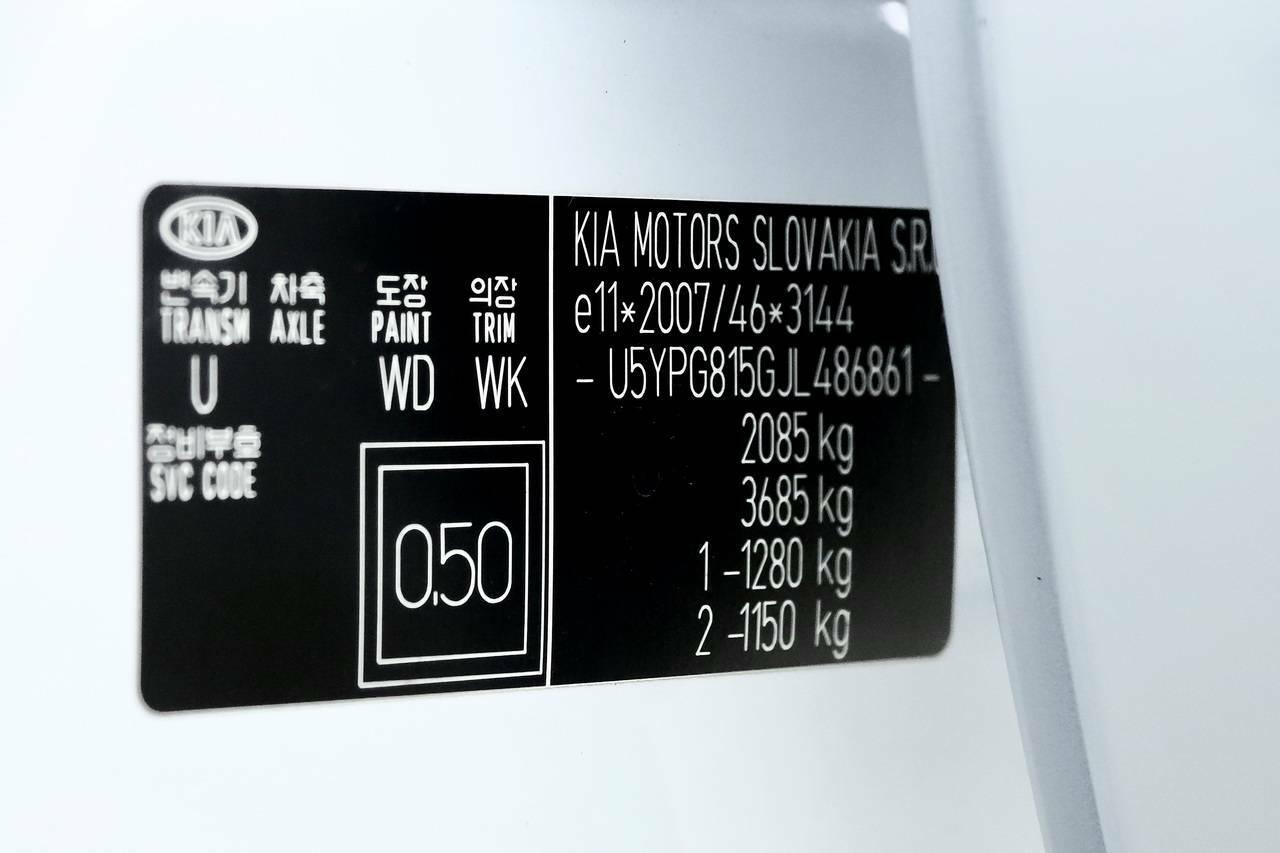 KIA
변속기 차축 도장 의장
TRANSM AXLE PAINT TRIM
U WD WK
정비부호
SVC CODE
0.50
KIA MOTORS SLOVAKIA S.R.
e11*2007/46*3144
- U5YPG815GJL486861 -
2085 kg
3685 kg
1 -1280 kg
2 -1150 kg